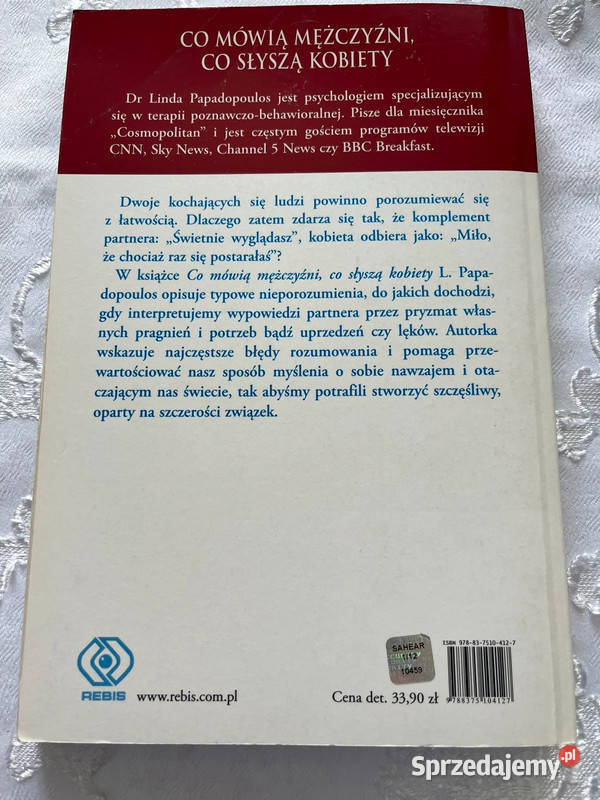 CO MÓWIĄ MĘŻCZYŹNI,
CO SŁYSZĄ KOBIETY
Dr Linda Papadopoulos jest psychologiem specjalizującym
się w terapii poznawczo-behawioralnej. Pisze dla miesięcznika
„Cosmopolitan” i jest częstym gościem programów telewizji
CNN, Sky News, Channel 5 News czy BBC Breakfast.
Dwoje kochających się ludzi powinno porozumiewać się
z łatwością. Dlaczego zatem zdarza się tak, że komplement
partnera: „Świetnie wyglądasz”, kobieta odbiera jako: „Miło,
że chociaż raz się postarałaś”?
W książce Co mówią mężczyźni, co słyszą kobiety L. Papa-
dopoulos opisuje typowe nieporozumienia, do jakich dochodzi,
gdy interpretujemy wypowiedzi partnera przez pryzmat włas-
nych pragnień i potrzeb bądź uprzedzeń czy lęków. Autorka
wskazuje najczęstsze błędy rozumowania i pomaga prze-
wartościować nasz sposób myślenia o sobie nawzajem i ota-
czającym nas świecie, tak abyśmy potrafili stworzyć szczęśliwy,
oparty na szczerości związek.
REBIS
www.rebis.com.pl
SAHEAR
1112
10459
Cena det. 33,90 zł
ISBN 978-83-7510-412-7
9788375104127
Sprzedajemy.pl